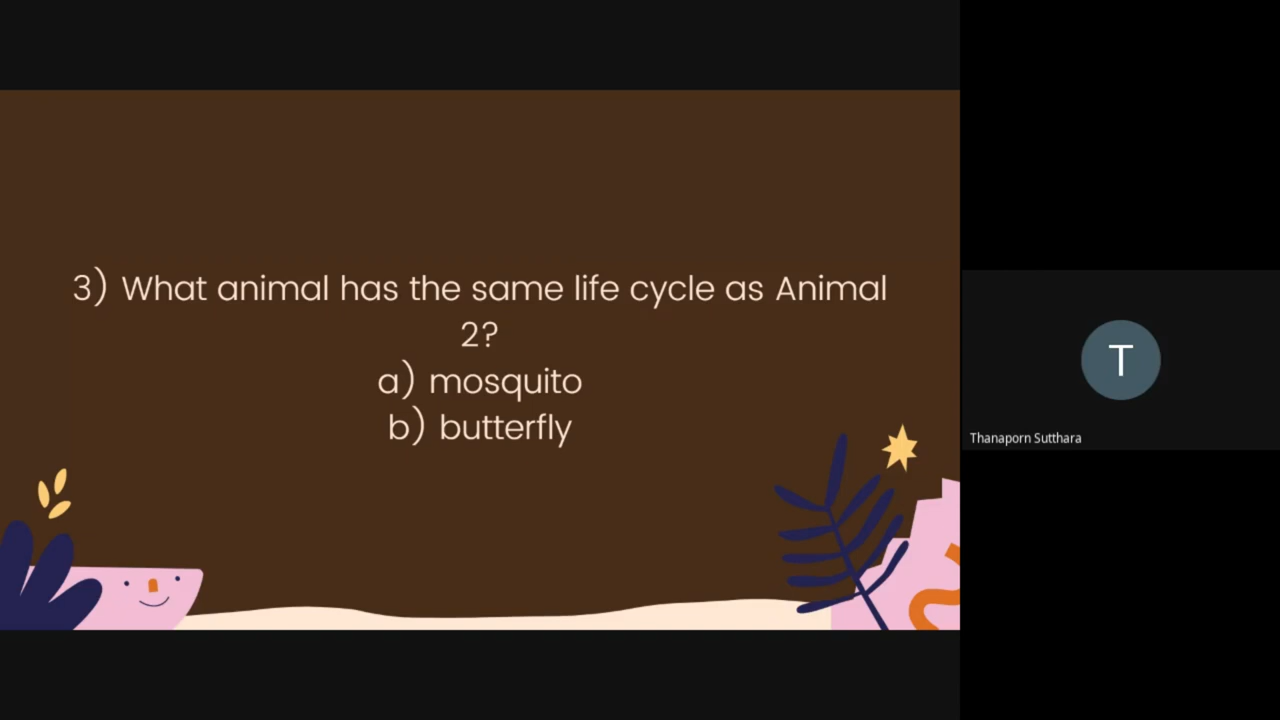 3) What animal has the same life cycle as Animal
2?
a) mosquito
b) butterfly
T
Thanaporn Sutthara